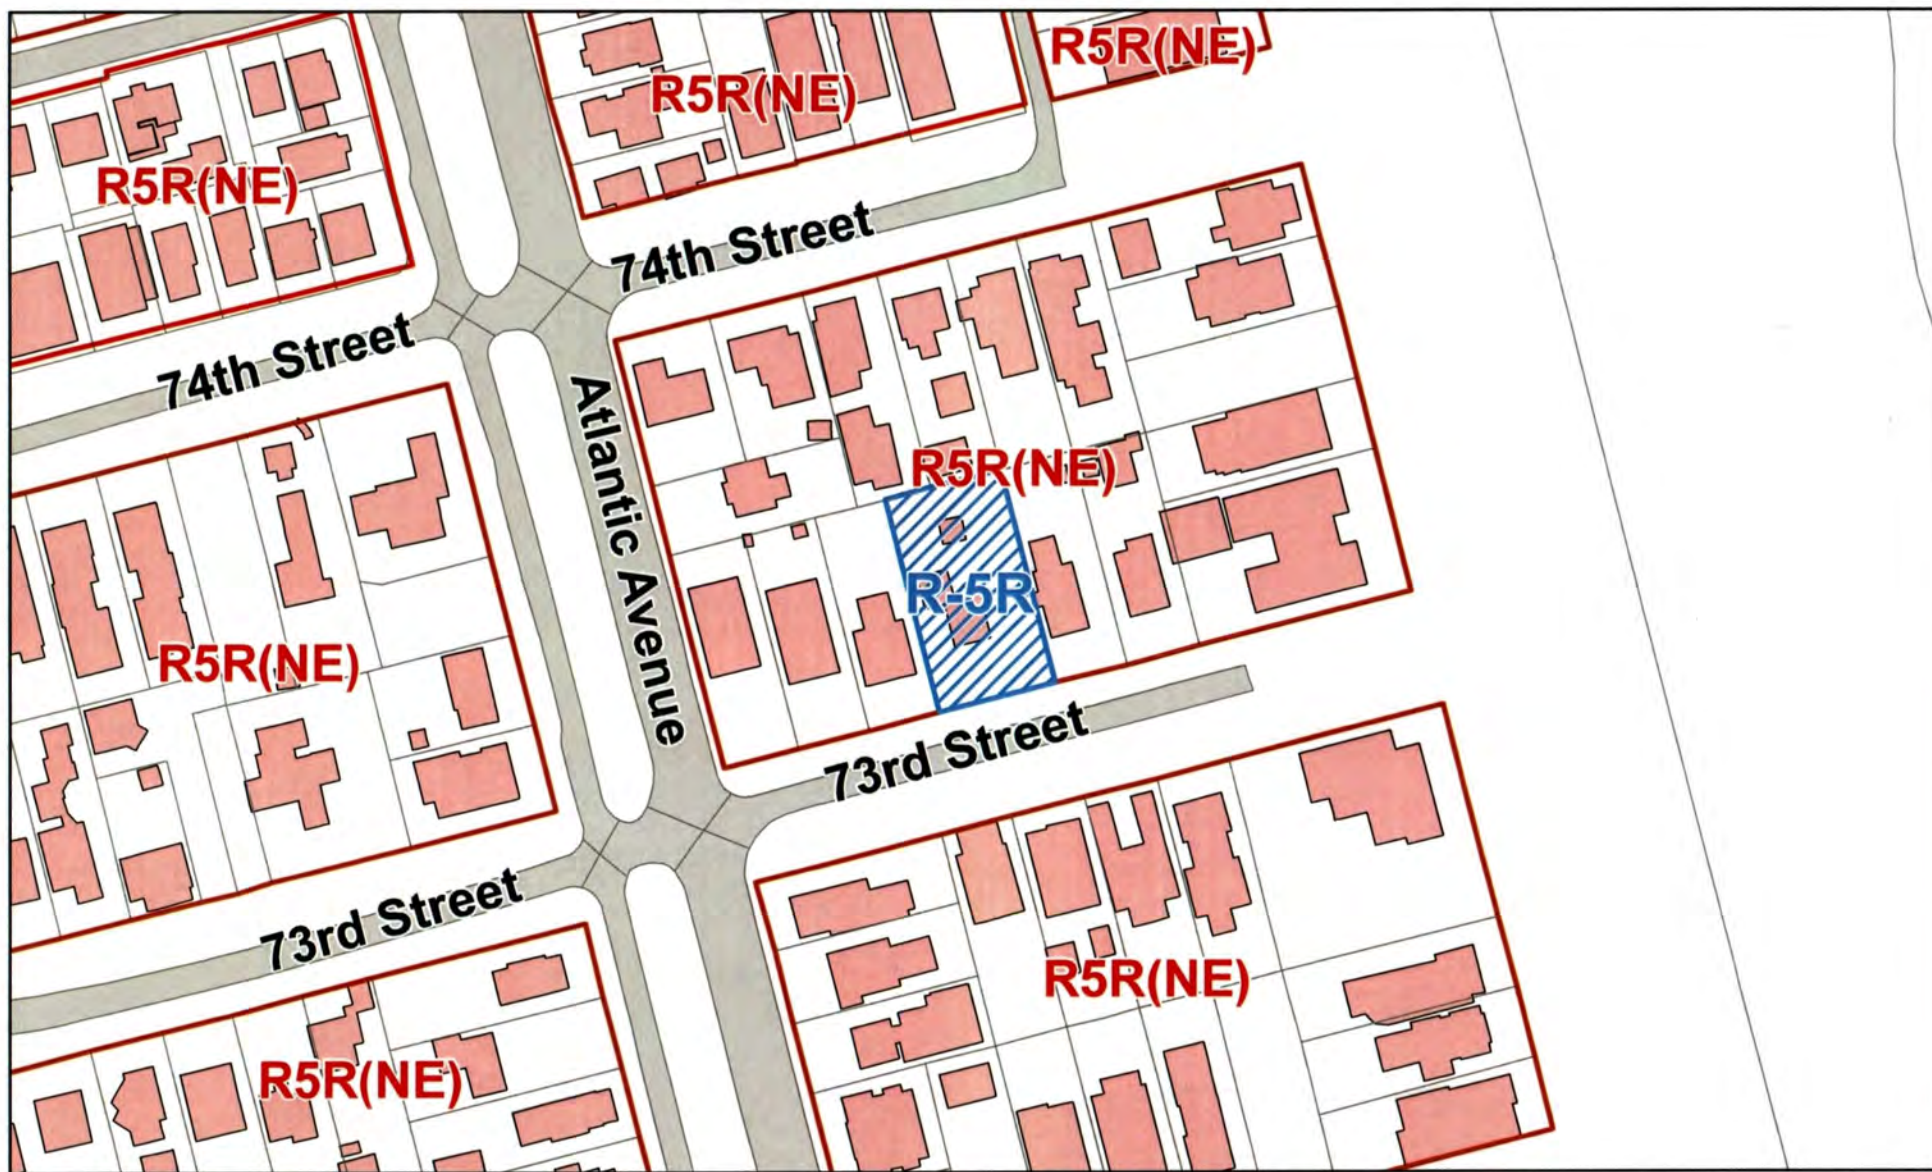 R5R(NE)
R5R(NE)
R5R(NE)
74th Street
74th Street
Atlantic Avenue
R5R(NE)
R-5R
R5R(NE)
73rd Street
73rd Street
R5R(NE)
R5R(NE)